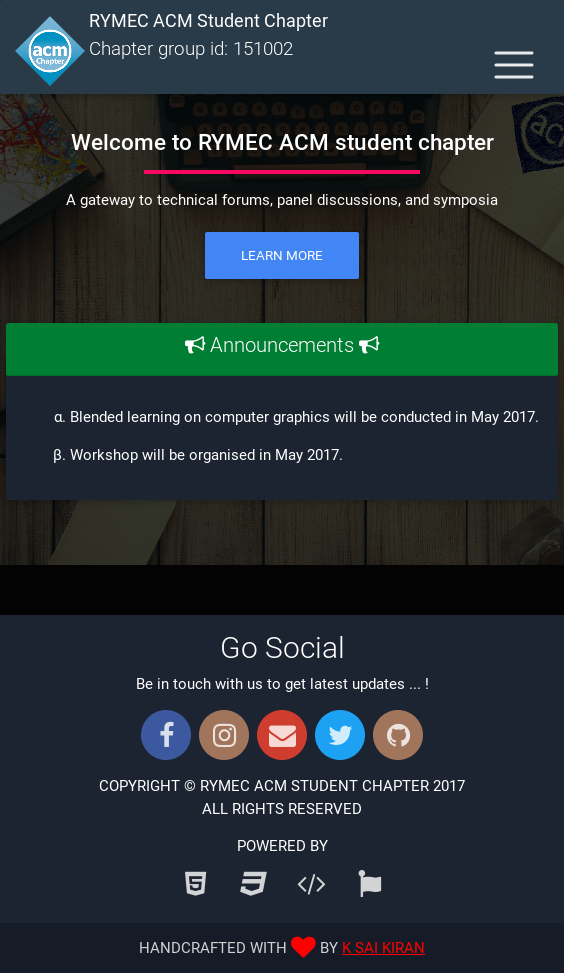 RYMEC ACM Student Chapter
acm
Chapter
Chapter group id: 151002
Welcome to RYMEC ACM student chapter
A gateway to technical forums, panel discussions, and symposia
LEARN MORE
Announcements
α. Blended learning on computer graphics will be conducted in May 2017.
β. Workshop will be organised in May 2017.
Go Social
Be in touch with us to get latest updates ... !
COPYRIGHT © RYMEC ACM STUDENT CHAPTER 2017
ALL RIGHTS RESERVED
POWERED BY
HANDCRAFTED WITH BY K SAI KIRAN